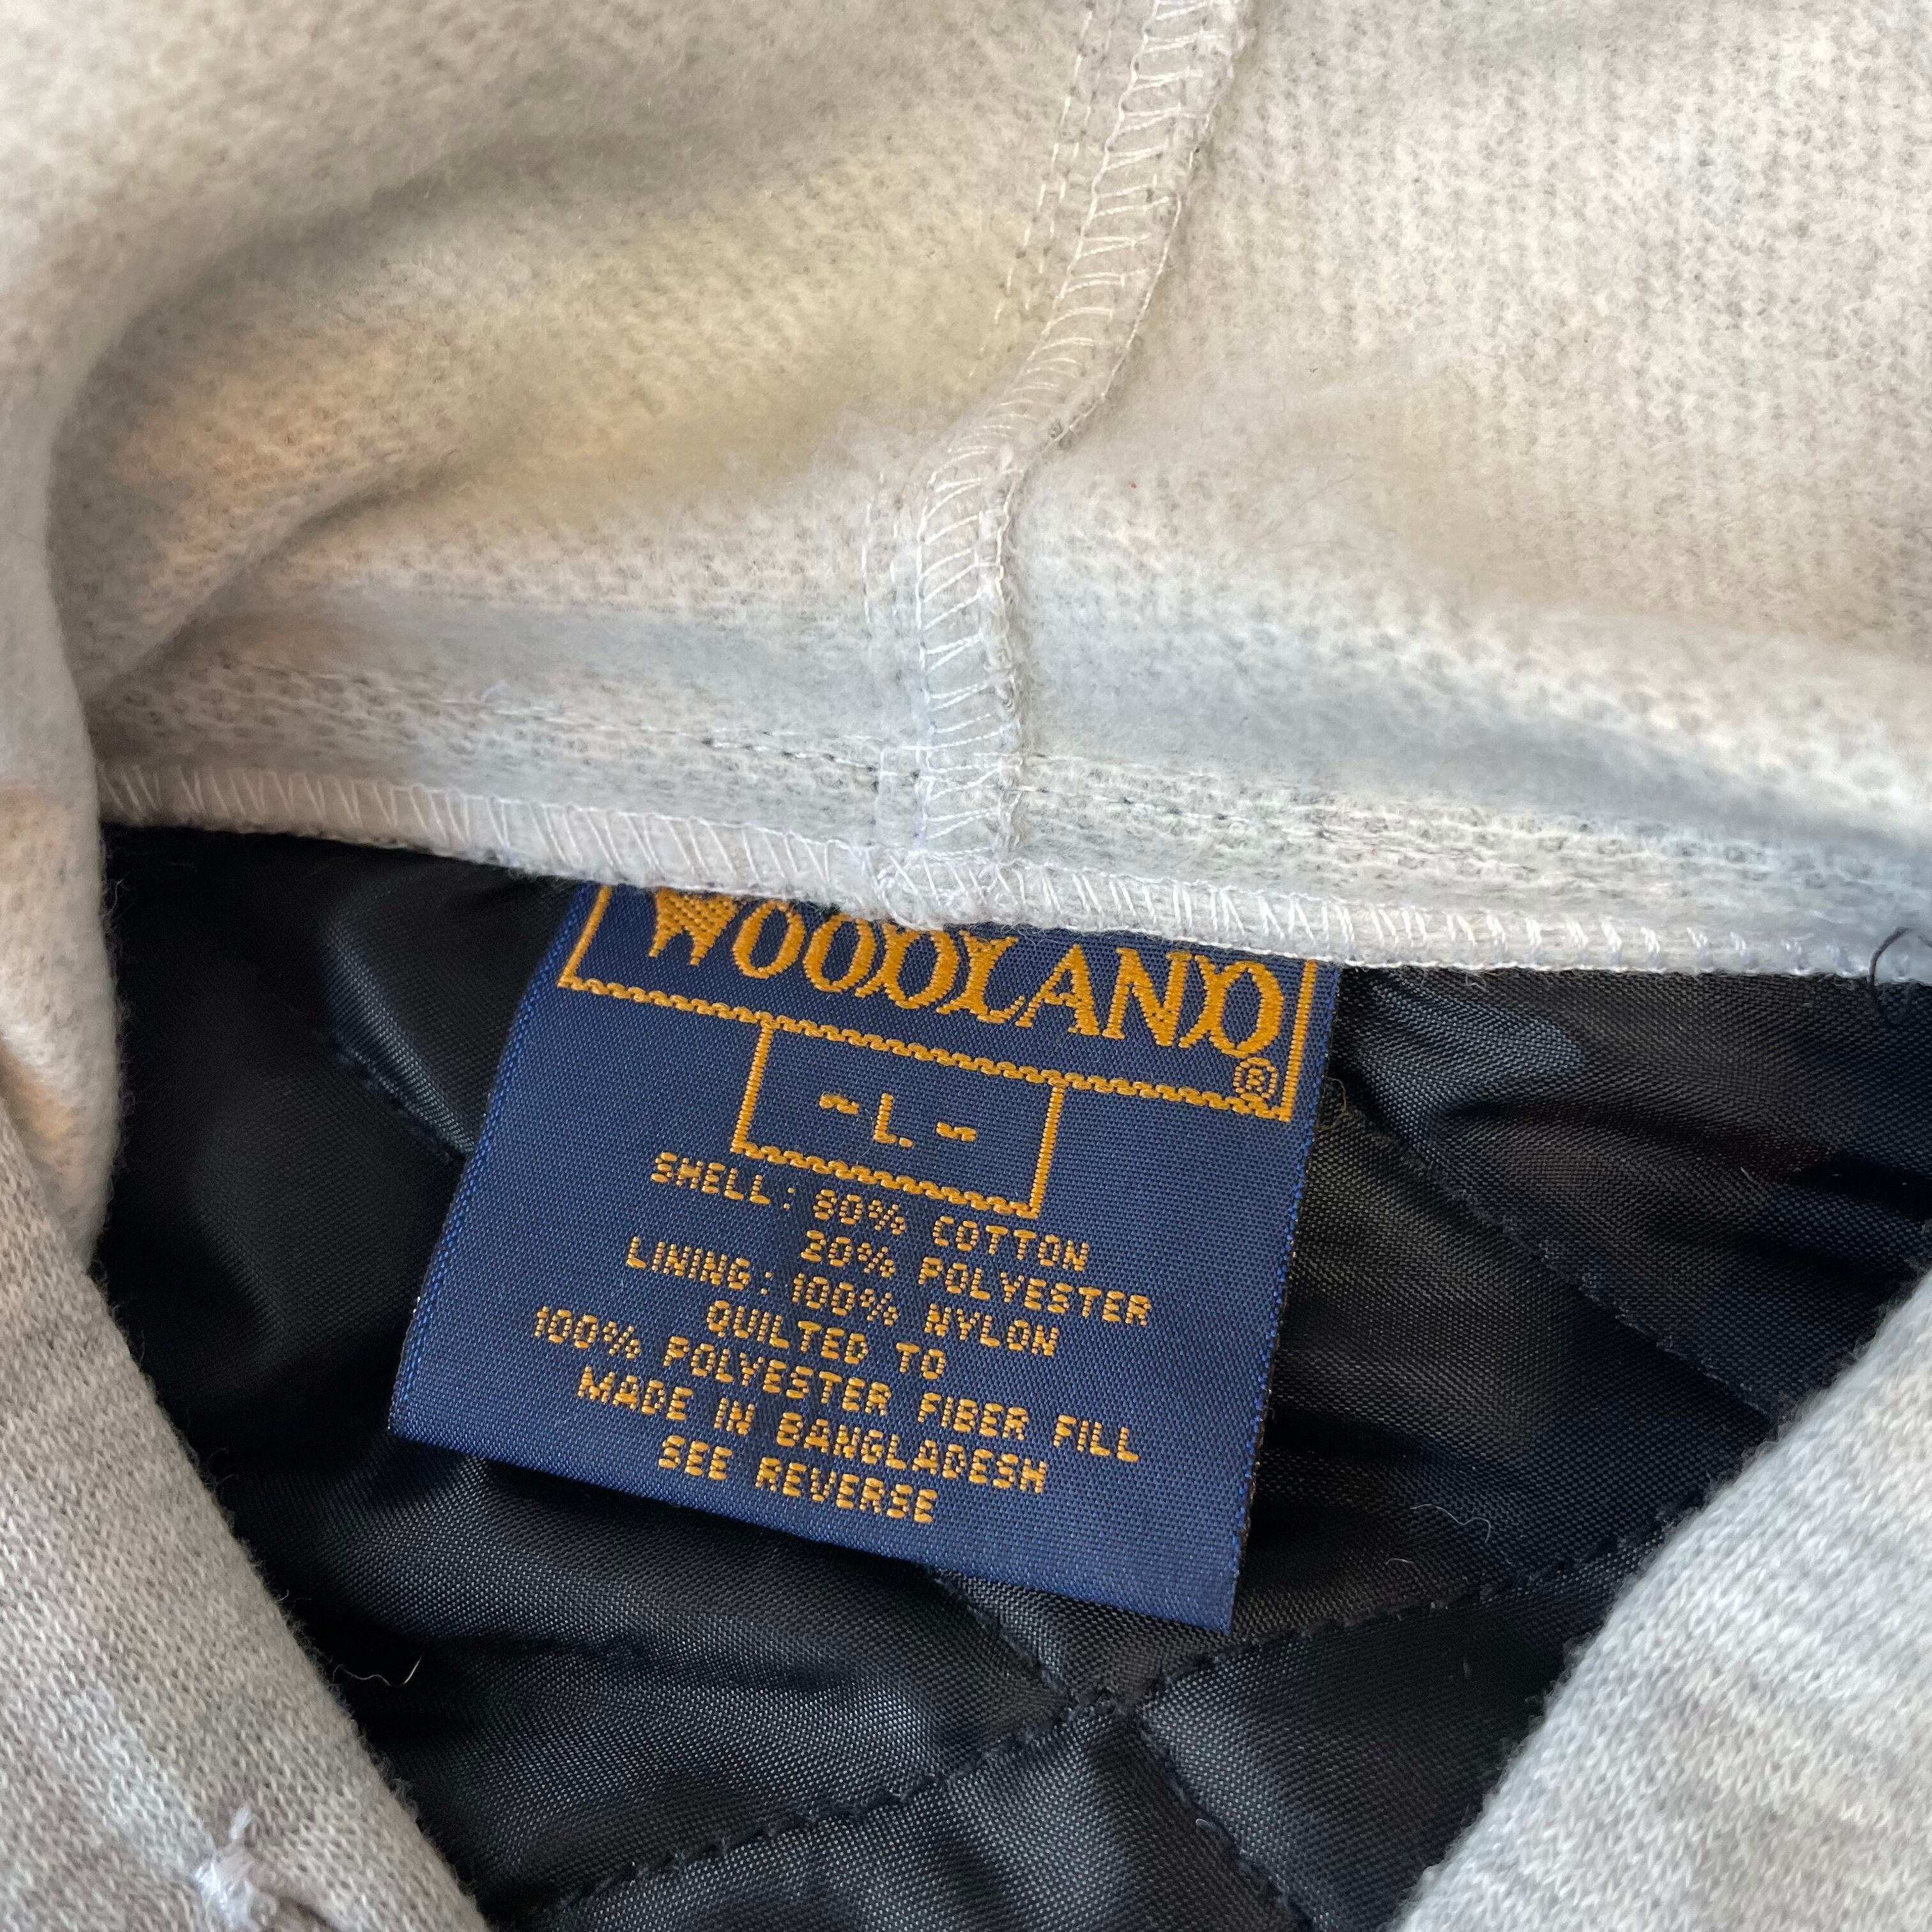 WOODLAND®
~L.~
SHELL: 80% COTTON
20% POLYESTER
LINING: 100% NYLON
QUILTED TO
100% POLYESTER FIBER FILL
MADE IN BANGLADESH
SEE REVERSE